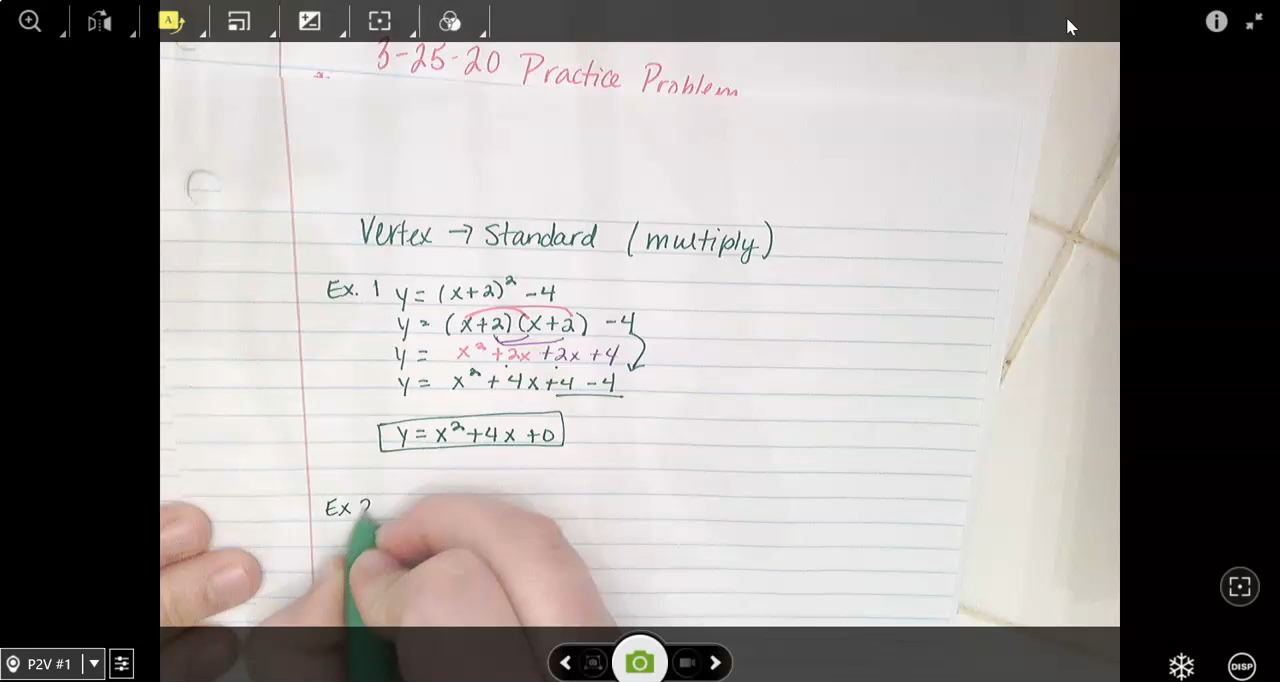 3-25-20 Practice Problem
Vertex → Standard (multiply)
Ex. 1 y = (x+2)² -4
y = (x+2)(x+2) -4
y = x² +2x +2x +4
y = x² + 4x +4 -4
y = x² +4x +0
Ex 2
P2V #1
DISP